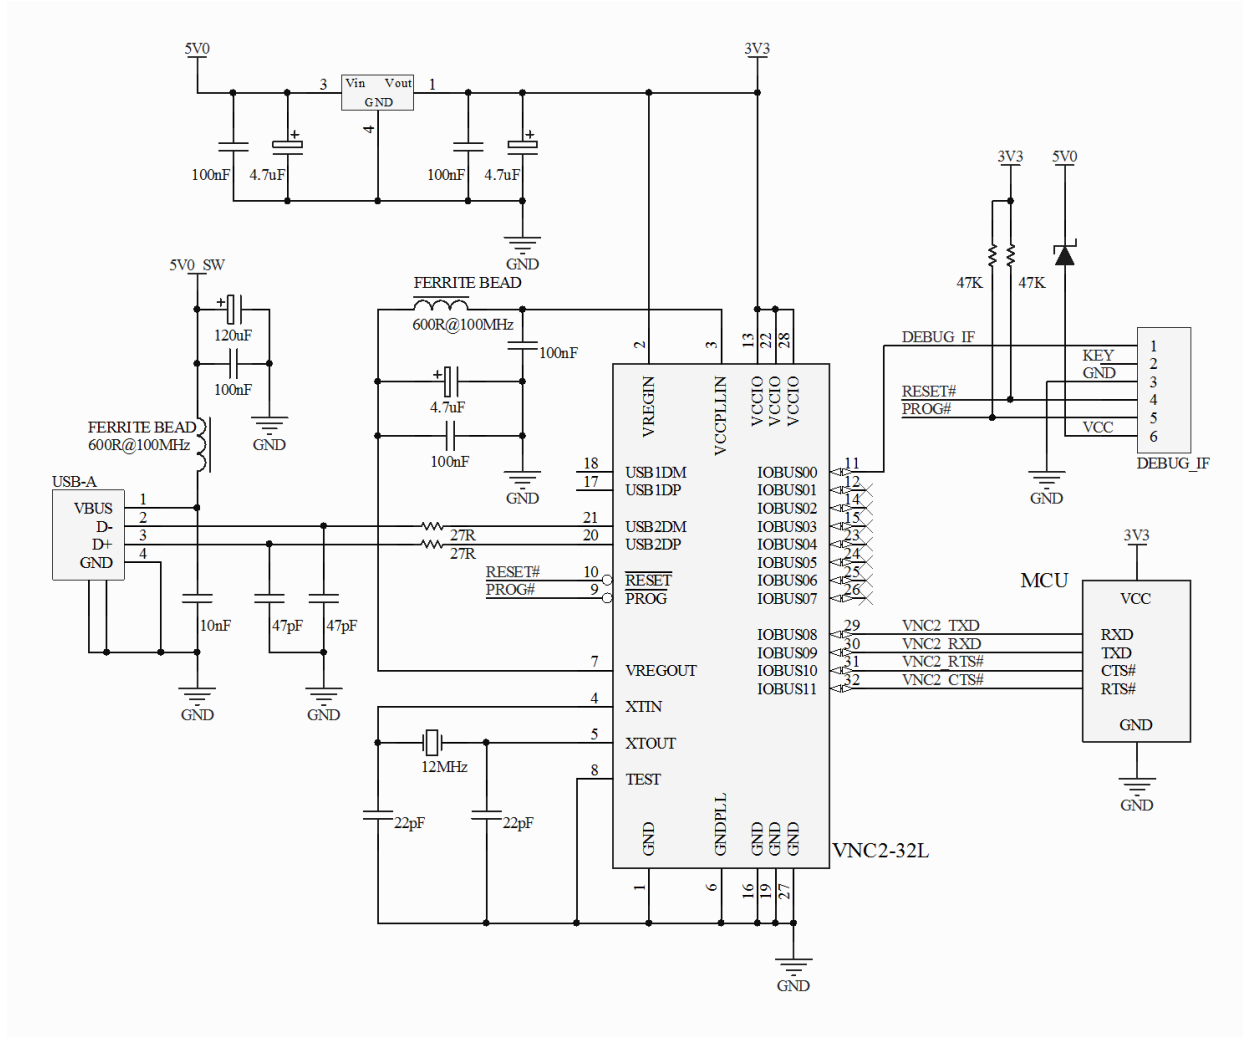 5V0
3V3
3
Vin
Vout
1
GND
4
100nF
4.7uF
100nF
4.7uF
GND
3V3
5V0
47K
47K
5V0_SW
+
120uF
100nF
GND
FERRITE BEAD
600R@100MHz
FERRITE BEAD
600R@100MHz
100nF
+
4.7uF
100nF
GND
2
3
13
22
28
VREGIN
VCCPLLIN
VCCIO
VCCIO
VCCIO
DEBUG_IF
1
KEY
2
GND
3
RESET#
4
PROG#
5
VCC
6
DEBUG_IF
GND
USB-A
VBUS
1
D-
2
D+
3
GND
4
27R
27R
10nF
47pF
47pF
GND
GND
18
USB1DM
17
USB1DP
21
USB2DM
20
USB2DP
RESET#
10
RESET
PROG#
9
PROG
7
VREGOUT
4
XTIN
5
XTOUT
8
TEST
12MHz
22pF
22pF
IOBUS00
11
IOBUS01
12
IOBUS02
14
IOBUS03
15
IOBUS04
23
IOBUS05
24
IOBUS06
25
IOBUS07
26
IOBUS08
29
VNC2_TXD
IOBUS09
30
VNC2_RXD
IOBUS10
31
VNC2_RTS#
IOBUS11
32
VNC2_CTS#
3V3
MCU
VCC
RXD
TXD
CTS#
RTS#
GND
GND
GND
GNDPLL
GND
GND
GND
VNC2-32L
1
6
16
19
27
GND